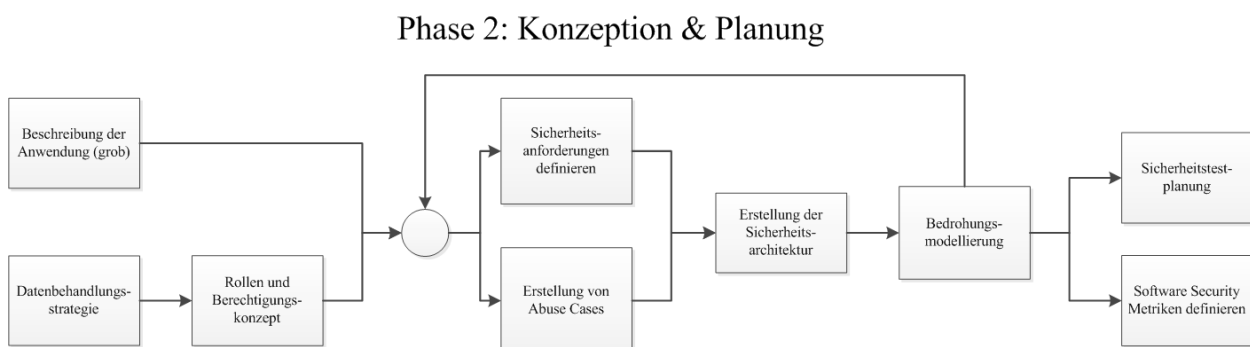 Phase 2: Konzeption & Planung
Beschreibung der
Anwendung (grob)
Datenbehandlungs-
strategie
Rollen und
Berechtigungs-
konzept
Sicherheits-
anforderungen
definieren
Erstellung von
Abuse Cases
Erstellung der
Sicherheits-
architektur
Bedrohungs-
modellierung
Sicherheitstest-
planung
Software Security
Metriken definieren